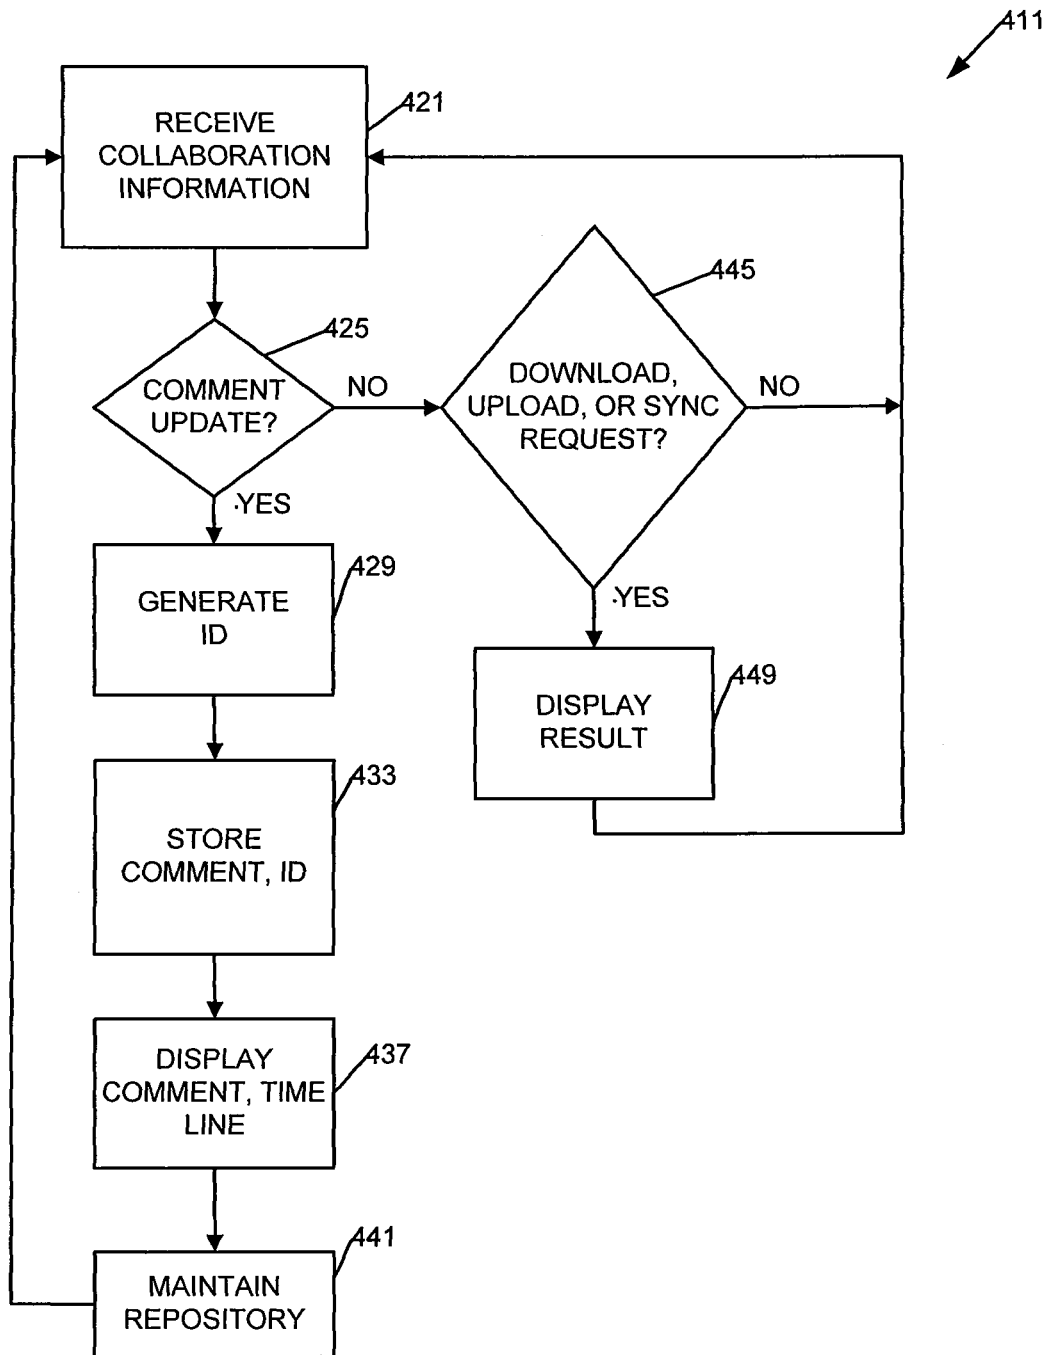 411
RECEIVE
COLLABORATION
INFORMATION
421
COMMENT
UPDATE?
425
NO
DOWNLOAD,
UPLOAD, OR SYNC
REQUEST?
445
NO
YES
GENERATE
ID
429
YES
DISPLAY
RESULT
449
STORE
COMMENT, ID
433
DISPLAY
COMMENT, TIME
LINE
437
MAINTAIN
REPOSITORY
441